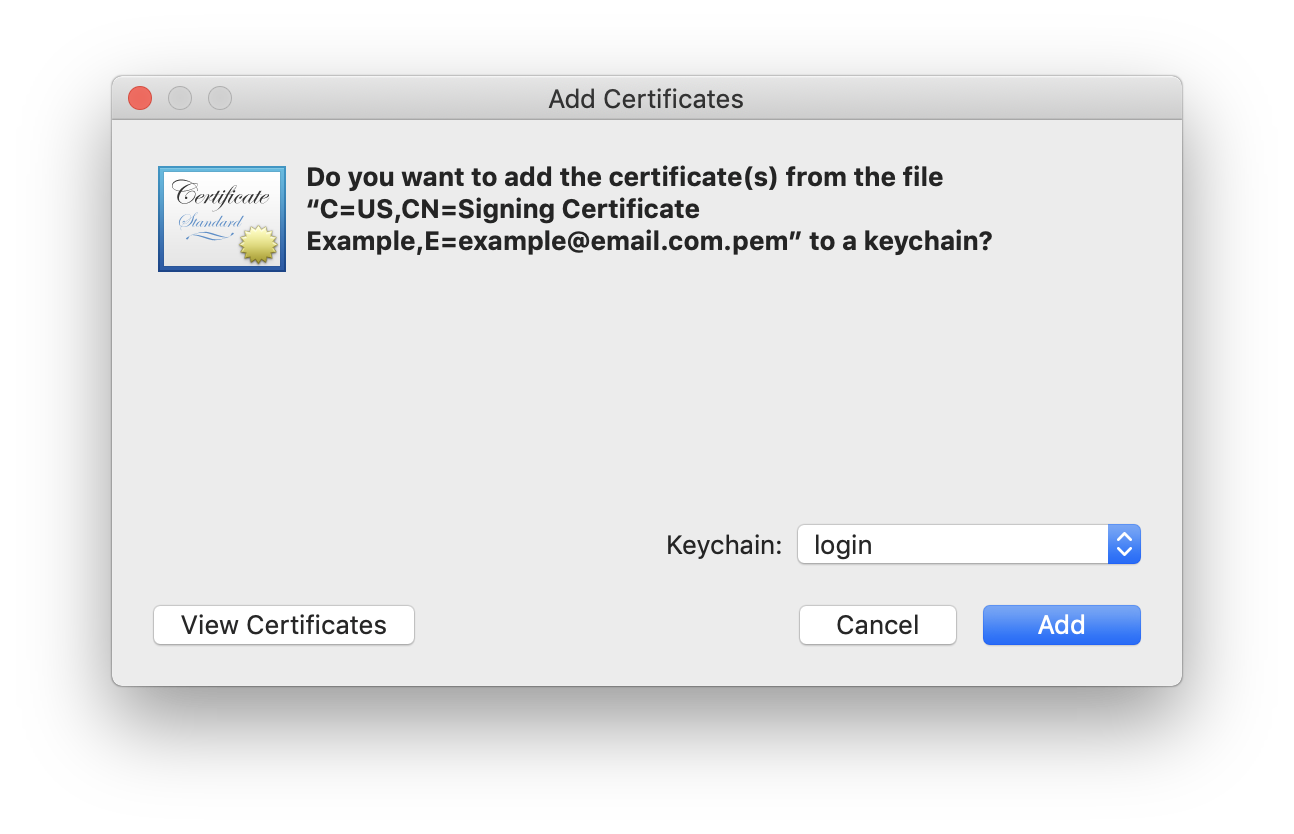 Add Certificates
Certificate
Standard
Do you want to add the certificate(s) from the file
“C=US,CN=Signing Certificate
Example,E=example@email.com.pem” to a keychain?
Keychain: login
View Certificates Cancel Add